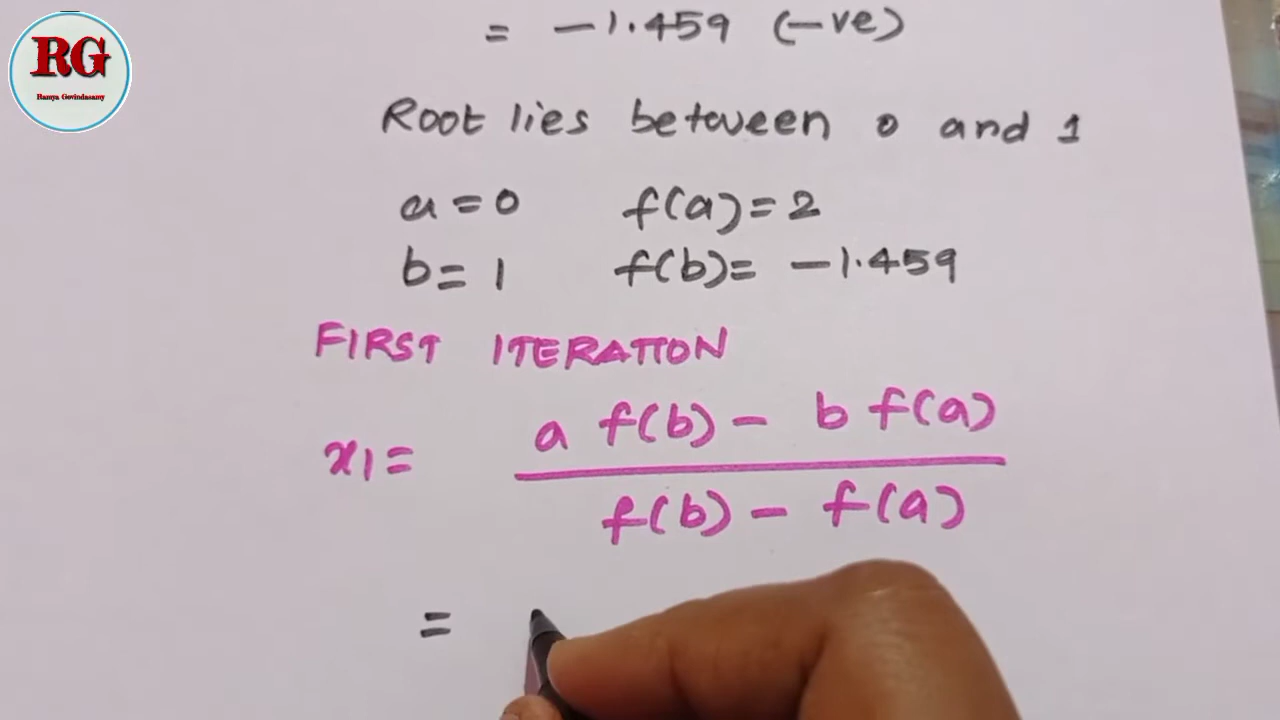 RG
Ramya Govindasamy
= -1.459 (-ve)
Root lies between 0 and 1
a = 0 f(a) = 2
b = 1 f(b) = -1.459
FIRST ITERATION
x1 = a f(b) - b f(a)
f(b) - f(a)
=